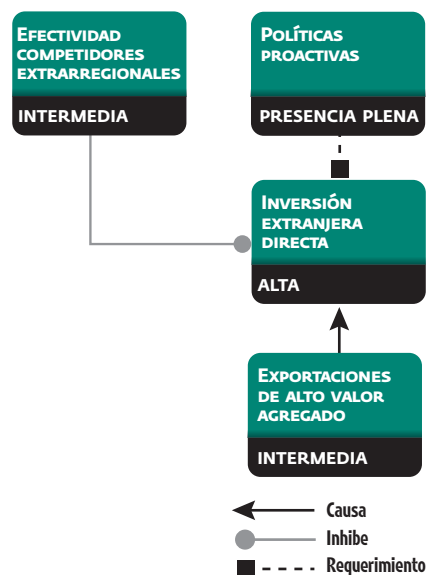 EFECTIVIDAD
COMPETIDORES
EXTRARREGIONALES
INTERMEDIA
POLÍTICAS
PROACTIVAS
PRESENCIA PLENA
INVERSIÓN
EXTRANJERA
DIRECTA
ALTA
EXPORTACIONES
DE ALTO VALOR
AGREGADO
INTERMEDIA
Causa
Inhibe
Requerimiento